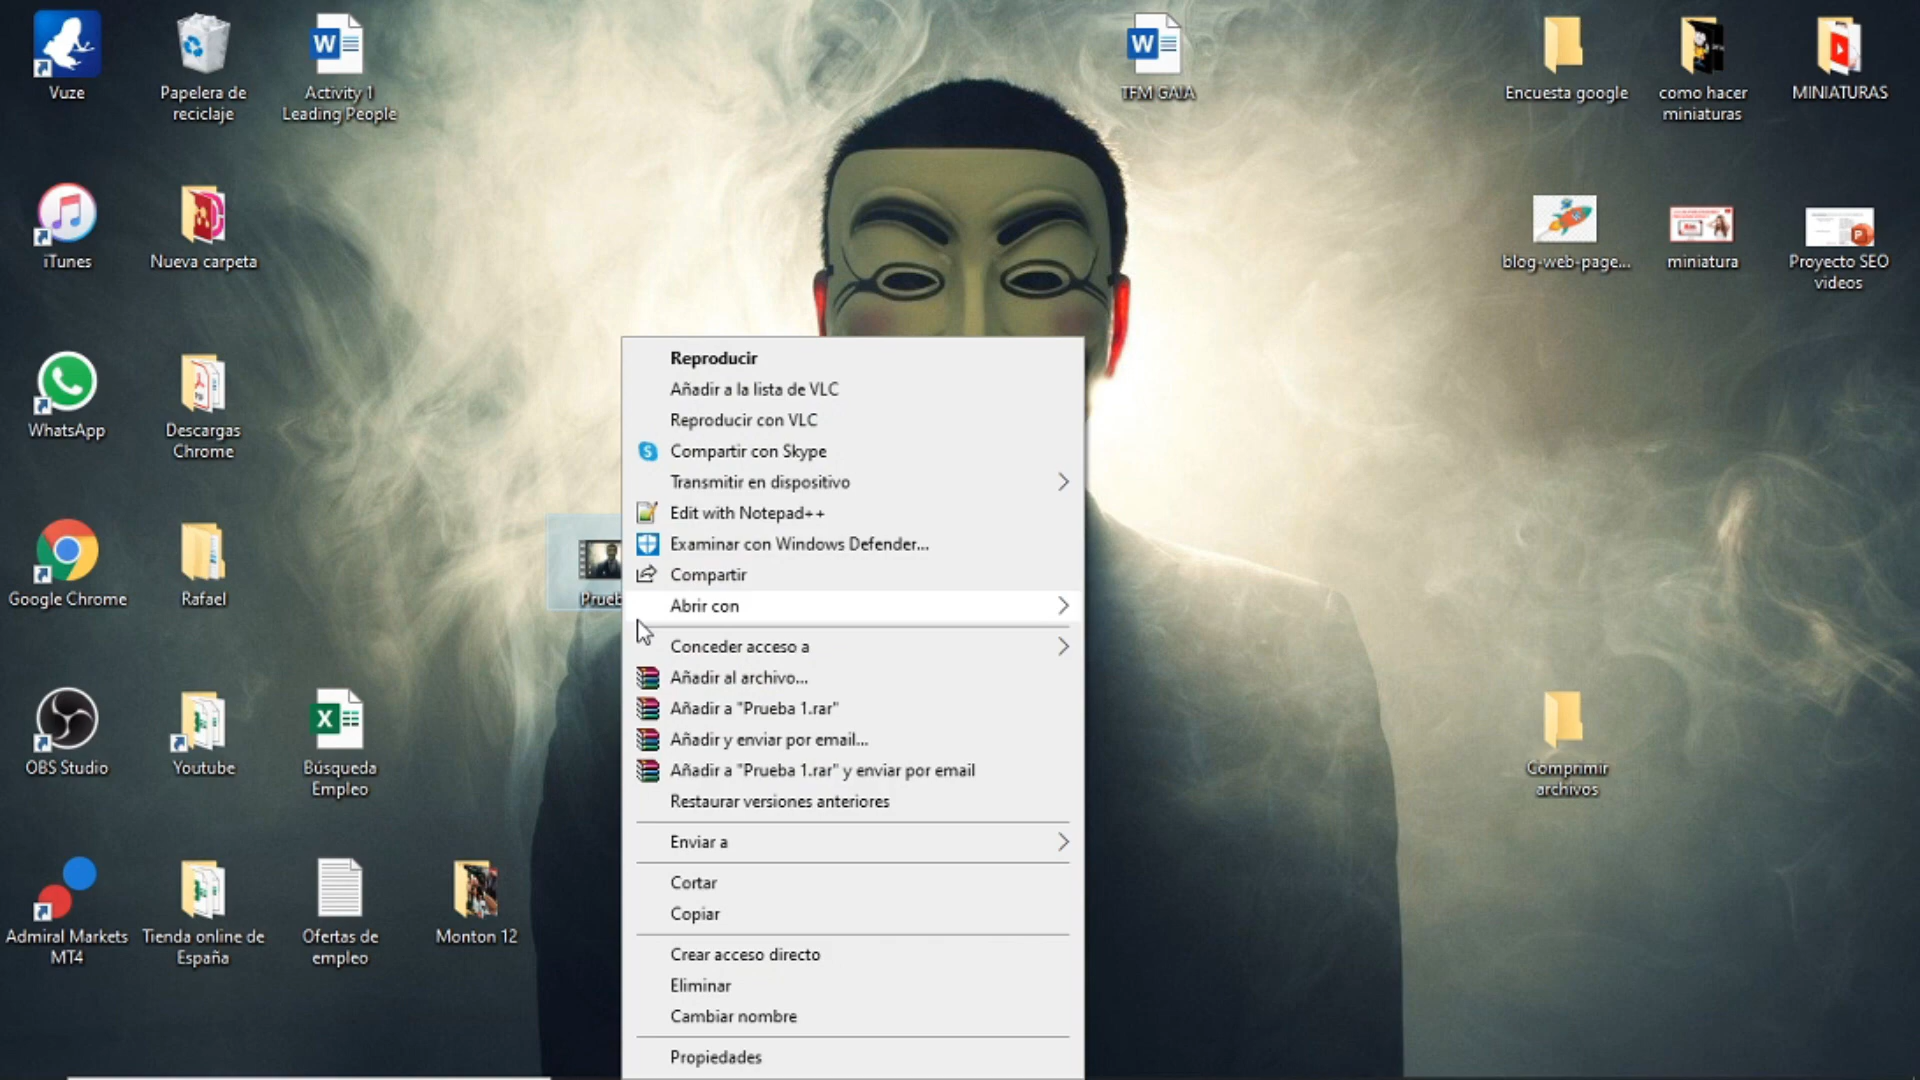 Vuze
Papelera de
reciclaje
Activity 1
Leading People
TFM GAIA
Encuesta google
como hacer
miniaturas
MINIATURAS
iTunes
Nueva carpeta
blog-web-page...
miniatura
Proyecto SEO
videos
WhatsApp
Descargas
Chrome
Google Chrome
Rafael
Prueb
OBS Studio
Youtube
Búsqueda
Empleo
Comprimir
archivos
Admiral Markets
MT4
Tienda online de
España
Ofertas de
empleo
Monton 12
Reproducir
Añadir a la lista de VLC
Reproducir con VLC
Compartir con Skype
Transmitir en dispositivo
Edit with Notepad++
Examinar con Windows Defender...
Compartir
Abrir con
Conceder acceso a
Añadir al archivo...
Añadir a "Prueba 1.rar"
Añadir y enviar por email...
Añadir a "Prueba 1.rar" y enviar por email
Restaurar versiones anteriores
Enviar a
Cortar
Copiar
Crear acceso directo
Eliminar
Cambiar nombre
Propiedades